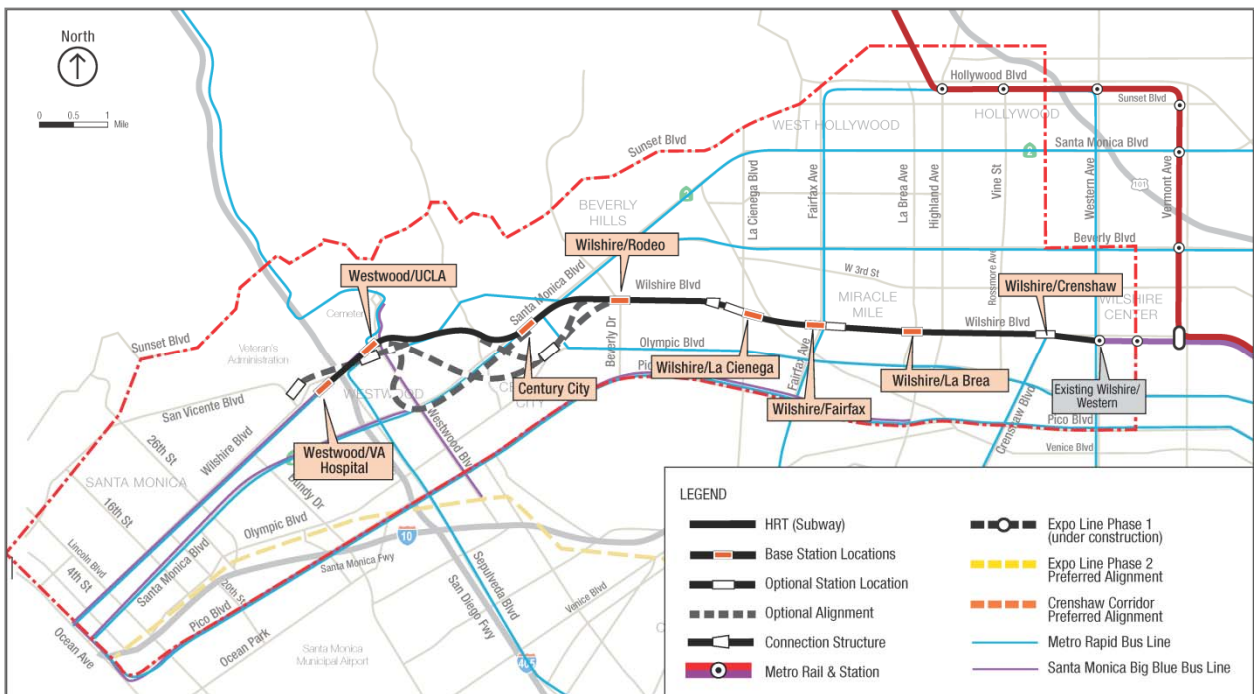 North
0 0.5 1
Mile
Hollywood Blvd
HOLLYWOOD
Sunset Blvd
WEST HOLLYWOOD
Santa Monica Blvd
2
101
Sunset Blvd
La Cienega Blvd
Fairfax Ave
La Brea Ave
Highland Ave
Vine St
Western Ave
Vermont Ave
BEVERLY
HILLS
Beverly Blvd
Wilshire/Rodeo
W 3rd St
Rossmore Ave
Westwood/UCLA
Santa Monica Blvd
Wilshire Blvd
MIRACLE
MILE
Wilshire/Crenshaw
WILSHIRE
CENTER
Wilshire Blvd
Cemetery
Beverly Dr
Olympic Blvd
Sunset Blvd
Veteran's
Administration
Century City
Wilshire/La Cienega
Fairfax Ave
Wilshire/La Brea
Existing Wilshire/
Western
WESTWOOD
CITY
San Vicente Blvd
Wilshire/Fairfax
Crenshaw Blvd
Pico Blvd
Venice Blvd
26th St
Wilshire Blvd
Westwood/VA
Hospital
SANTA MONICA
Bundy Dr
16th St
Olympic Blvd
10
Lincoln Blvd
4th St
Santa Monica Blvd
20th St
Santa Monica Fwy
Pico Blvd
Sepulveda Blvd
San Diego Fwy
Venice Blvd
Ocean Ave
Ocean Park
Santa Monica
Municipal Airport
405
LEGEND
HRT (Subway)
Base Station Locations
Optional Station Location
Optional Alignment
Connection Structure
Metro Rail & Station
Expo Line Phase 1
(under construction)
Expo Line Phase 2
Preferred Alignment
Crenshaw Corridor
Preferred Alignment
Metro Rapid Bus Line
Santa Monica Big Blue Bus Line